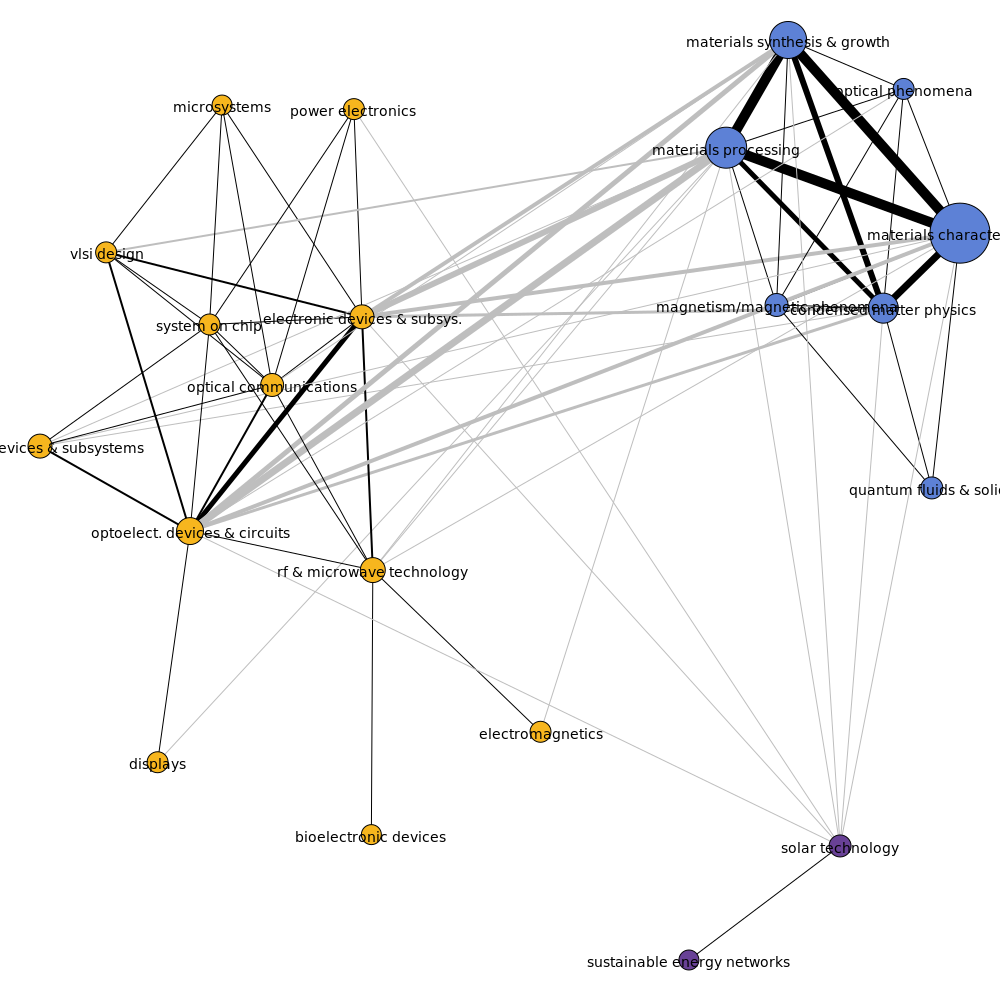 materials synthesis & growth
optical phenomena
microsystems
power electronics
materials processing
materials characte
vlsi design
magnetism/magnetic phenomena
condensed matter physics
system on chip
electronic devices & subsys.
optical communications
evices & subsystems
quantum fluids & soli
optoelect. devices & circuits
rf & microwave technology
electromagnetics
displays
bioelectronic devices
solar technology
sustainable energy networks